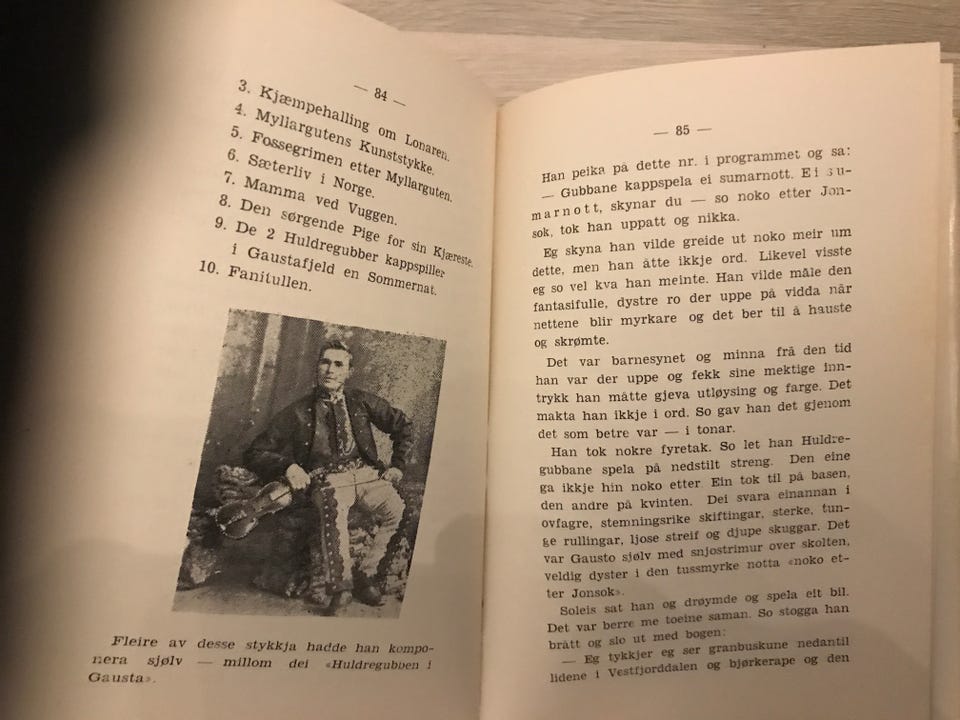 — 84 —
3. Kjæmpehalling om Lonaren.
4. Myllargutens Kunststykke.
5. Fossegrimen etter Myllarguten.
6. Sæterliv i Norge.
7. Mamma ved Vuggen.
8. Den sørgende Pige for sin Kjæreste.
9. De 2 Huldregubber kappspiller
i Gaustafjeld en Sommernat.
10. Fanitullen.
Fleire av desse stykkja hadde han kompo-
nera sjølv — millom dei «Huldregubben i
Gausta».
— 85 —
Han peika på dette nr. i programmet og sa:
— Gubbane kappspela ei sumarnott. Ei su-
marnott, skynar du — so noko etter Jon-
sok, tok han uppatt og nikka.
Eg skyna han vilde greide ut noko meir um
dette, men han åtte ikkje ord. Likevel visste
eg so vel kva han meinte. Han vilde måle den
fantasifulle, dystre ro der uppe på vidda når
nettene blir myrkare og det ber til å hauste
og skrømte.
Det var barnesynet og minna frå den tid
han var der uppe og fekk sine mektige inn-
trykk han måtte gjeva utløysing og farge. Det
makta han ikkje i ord. So gav han det gjenom
det som betre var — i tonar.
Han tok nokre fyretak. So let han Huldre-
gubbane spela på nedstilt streng. Den eine
ga ikkje hin noko etter. Ein tok til på basen,
den andre på kvinten. Dei svara einannan i
ovfagre, stemningsrike skiftingar, sterke, tun-
ge rullingar, ljose streif og djupe skuggar. Det
var Gausto sjølv med snjostrimur over skolten,
veldig dyster i den tussmyrke notta «noko et-
ter Jonsok».
Soleis sat han og drøymde og spela eit bil.
Det var berre me toeine saman. So stogga han
brått og slo ut med bogen:
— Eg tykkjer eg ser granbuskune nedantil
lidene i Vestfjorddalen og bjørkerape og den